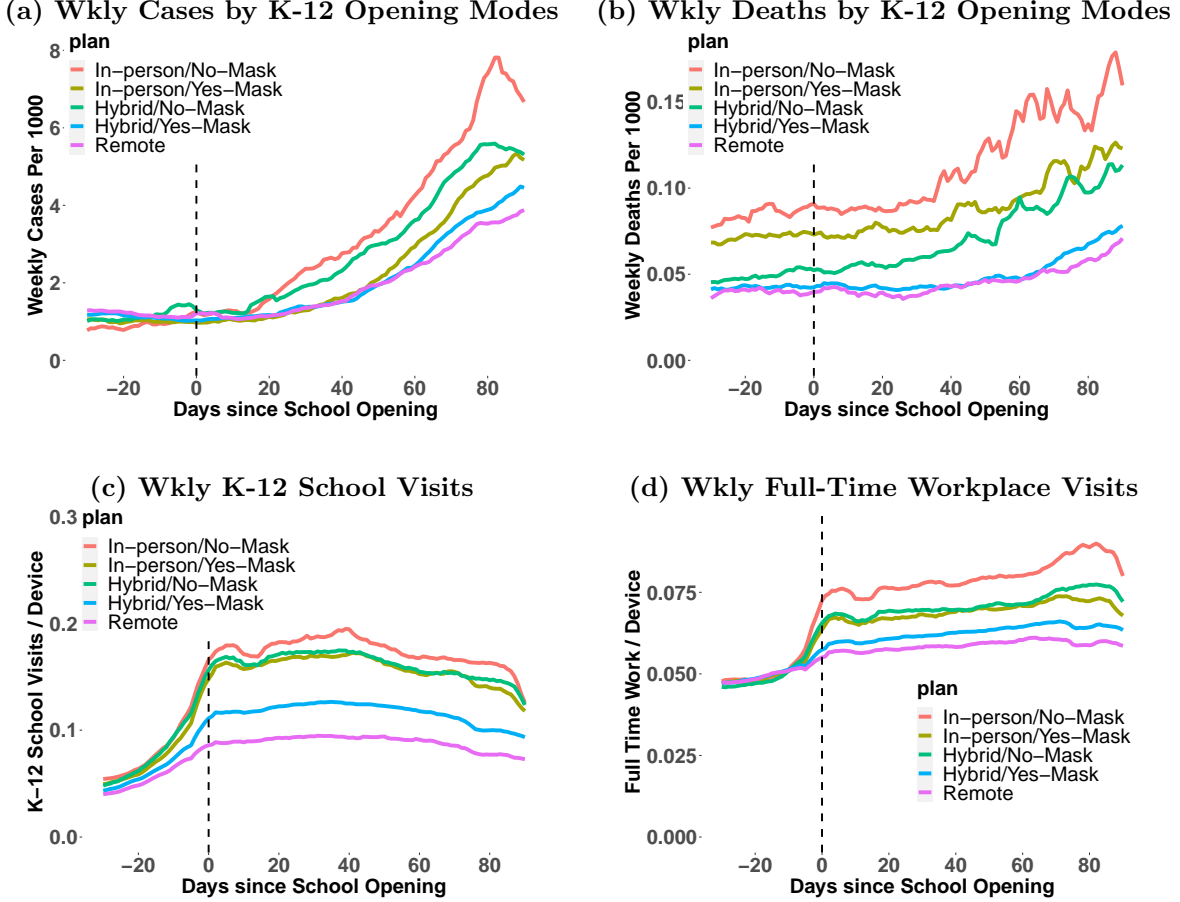 (a) Wkly Cases by K-12 Opening Modes
plan
In-person/No-Mask
In-person/Yes-Mask
Hybrid/No-Mask
Hybrid/Yes-Mask
Remote
Weekly Cases Per 1000
8
6
4
2
0
-20
0
20
40
60
80
Days since School Opening
(b) Wkly Deaths by K-12 Opening Modes
plan
In-person/No-Mask
In-person/Yes-Mask
Hybrid/No-Mask
Hybrid/Yes-Mask
Remote
Weekly Deaths Per 1000
0.15
0.10
0.05
0.00
-20
0
20
40
60
80
Days since School Opening
(c) Wkly K-12 School Visits
plan
In-person/No-Mask
In-person/Yes-Mask
Hybrid/No-Mask
Hybrid/Yes-Mask
Remote
K-12 School Visits / Device
0.3
0.2
0.1
0.0
-20
0
20
40
60
80
Days since School Opening
(d) Wkly Full-Time Workplace Visits
Full Time Work / Device
0.075
0.050
0.025
0.000
plan
In-person/No-Mask
In-person/Yes-Mask
Hybrid/No-Mask
Hybrid/Yes-Mask
Remote
-20
0
20
40
60
80
Days since School Opening